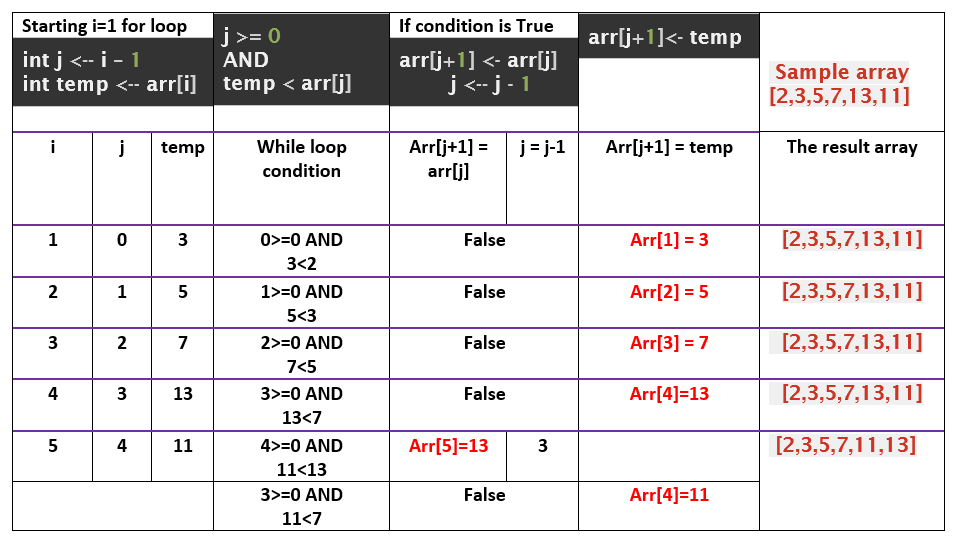 Starting i=1 for loop
int j <-- i – 1
int temp <-- arr[i]
j >= 0
AND
temp < arr[j]
If condition is True
arr[j+1] <- arr[j]
j <-- j - 1
arr[j+1]<- temp
Sample array
[2,3,5,7,13,11]
i
j
temp
While loop
condition
Arr[j+1] =
arr[j]
j = j-1
Arr[j+1] = temp
The result array
1
0
3
0>=0 AND
3<2
False
Arr[1] = 3
[2,3,5,7,13,11]
2
1
5
1>=0 AND
5<3
False
Arr[2] = 5
[2,3,5,7,13,11]
3
2
7
2>=0 AND
7<5
False
Arr[3] = 7
[2,3,5,7,13,11]
4
3
13
3>=0 AND
13<7
False
Arr[4]=13
[2,3,5,7,13,11]
5
4
11
4>=0 AND
11<13
Arr[5]=13
3
[2,3,5,7,11,13]
3>=0 AND
11<7
False
Arr[4]=11